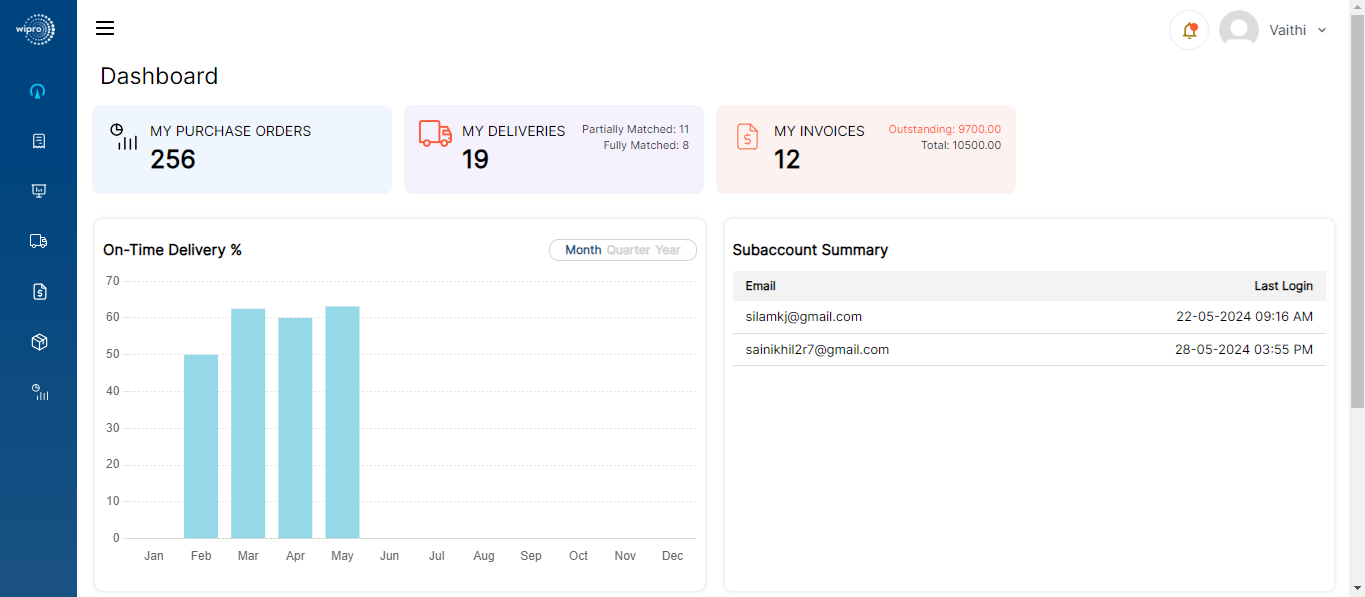 wipro
Vaithi
Dashboard
MY PURCHASE ORDERS
256
MY DELIVERIES
19
Partially Matched: 11
Fully Matched: 8
MY INVOICES
12
Outstanding: 9700.00
Total: 10500.00
On-Time Delivery %
Month Quarter Year
70
60
50
40
30
20
10
0
Jan Feb Mar Apr May Jun Jul Aug Sep Oct Nov Dec
Subaccount Summary
Email Last Login
silamkj@gmail.com 22-05-2024 09:16 AM
sainikhil2r7@gmail.com 28-05-2024 03:55 PM